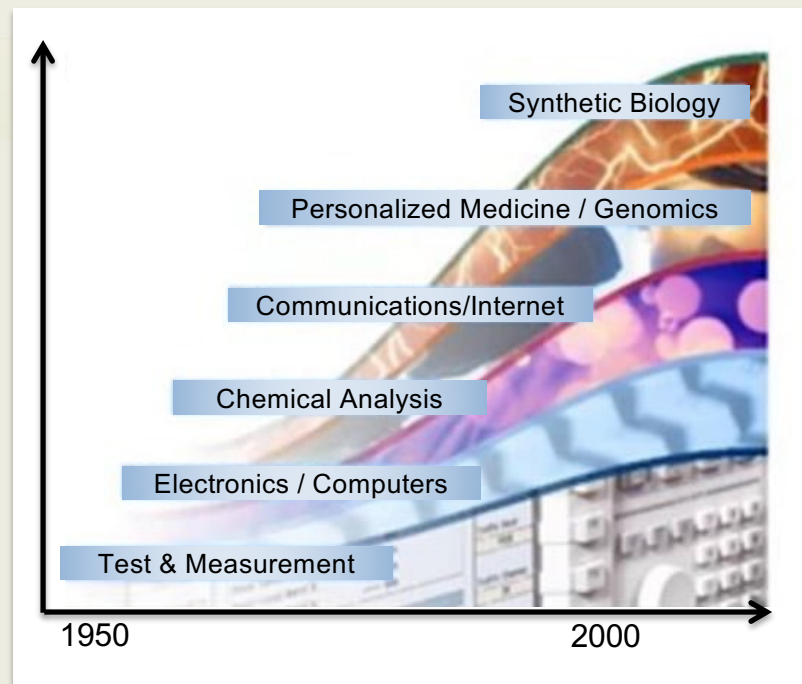 Synthetic Biology
Personalized Medicine / Genomics
Communications/Internet
Chemical Analysis
Electronics / Computers
Test & Measurement
1950
2000